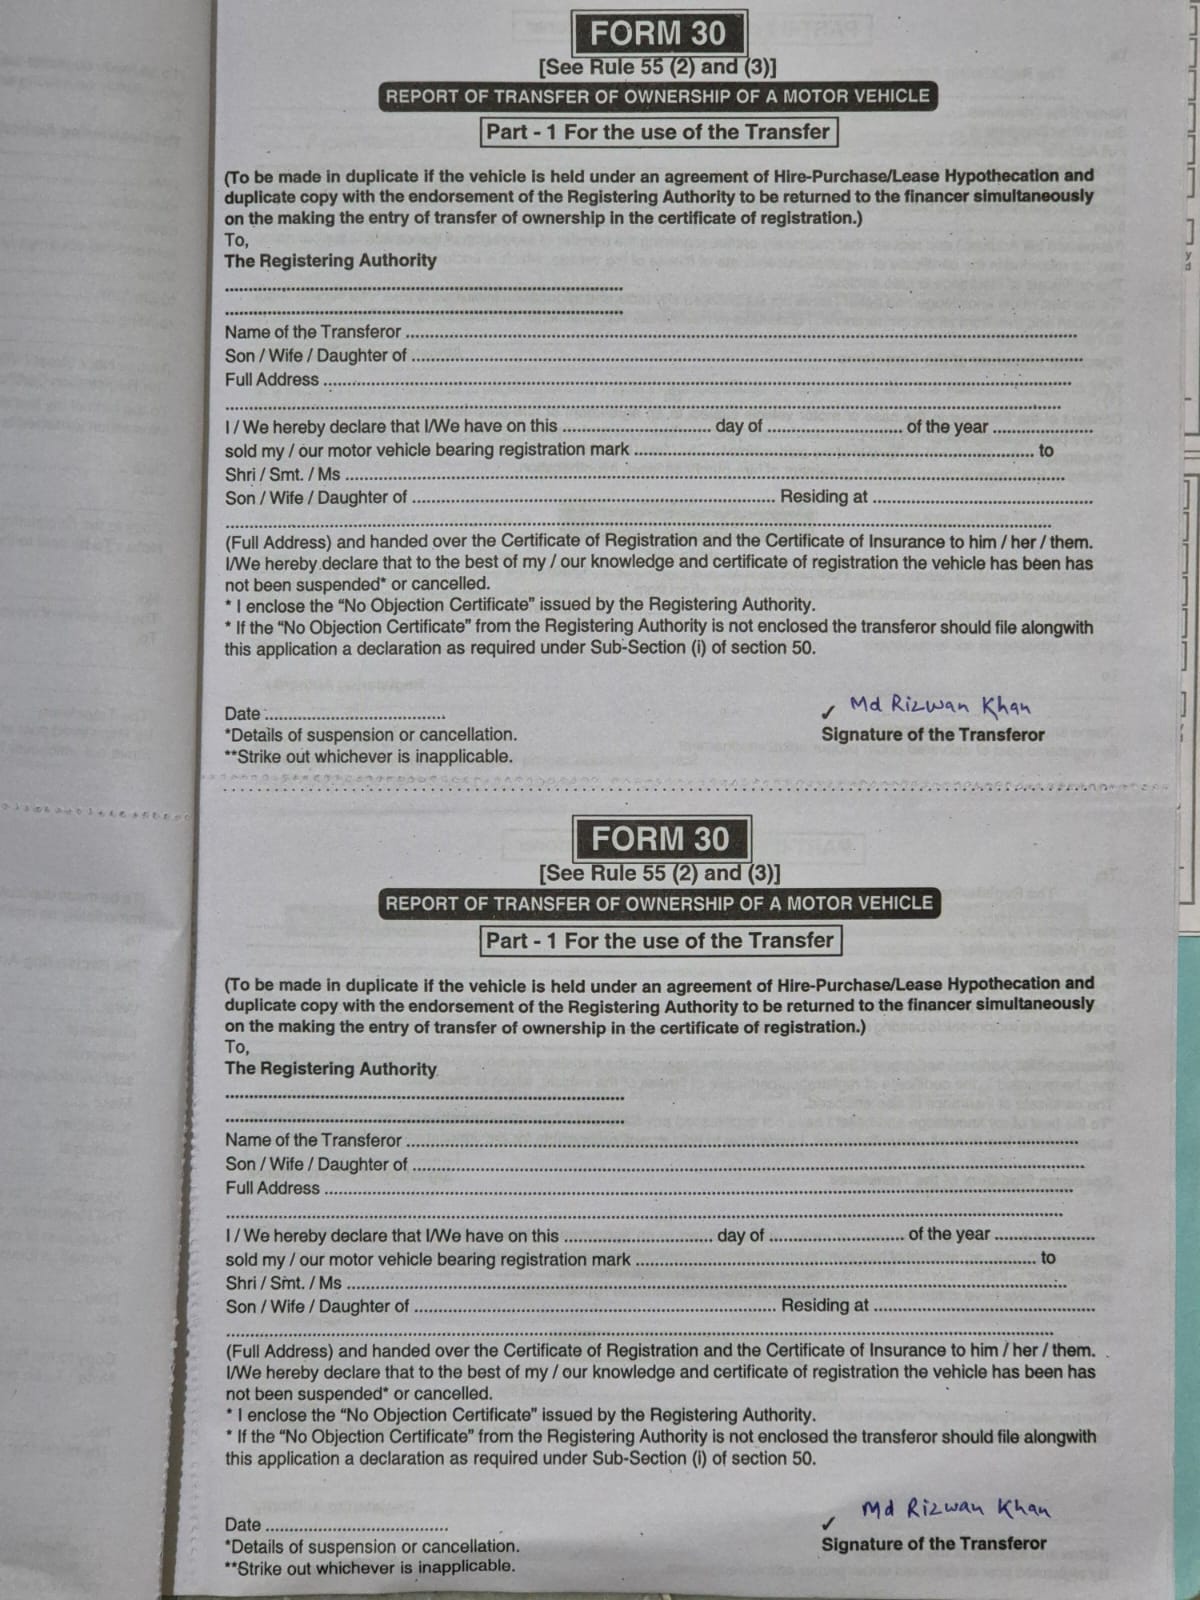 FORM 30
[See Rule 55 (2) and (3)]
REPORT OF TRANSFER OF OWNERSHIP OF A MOTOR VEHICLE
Part - 1 For the use of the Transfer
(To be made in duplicate if the vehicle is held under an agreement of Hire-Purchase/Lease Hypothecation and
duplicate copy with the endorsement of the Registering Authority to be returned to the financer simultaneously
on the making the entry of transfer of ownership in the certificate of registration.)
To,
The Registering Authority
Name of the Transferor
Son / Wife / Daughter of
Full Address
I / We hereby declare that I/We have on this ........ day of ........ of the year ........
sold my / our motor vehicle bearing registration mark ........ to
Shri / Smt. / Ms
Son / Wife / Daughter of ........ Residing at ........
(Full Address) and handed over the Certificate of Registration and the Certificate of Insurance to him / her / them.
I/We hereby declare that to the best of my / our knowledge and certificate of registration the vehicle has been has
not been suspended* or cancelled.
* I enclose the “No Objection Certificate” issued by the Registering Authority.
* If the “No Objection Certificate” from the Registering Authority is not enclosed the transferor should file alongwith
this application a declaration as required under Sub-Section (i) of section 50.
Md Rizwan Khan
Date ........ ✓ Signature of the Transferor
*Details of suspension or cancellation.
**Strike out whichever is inapplicable.
FORM 30
[See Rule 55 (2) and (3)]
REPORT OF TRANSFER OF OWNERSHIP OF A MOTOR VEHICLE
Part - 1 For the use of the Transfer
(To be made in duplicate if the vehicle is held under an agreement of Hire-Purchase/Lease Hypothecation and
duplicate copy with the endorsement of the Registering Authority to be returned to the financer simultaneously
on the making the entry of transfer of ownership in the certificate of registration.)
To,
The Registering Authority
Name of the Transferor
Son / Wife / Daughter of
Full Address
I / We hereby declare that I/We have on this ........ day of ........ of the year ........
sold my / our motor vehicle bearing registration mark ........ to
Shri / Smt. / Ms
Son / Wife / Daughter of ........ Residing at ........
(Full Address) and handed over the Certificate of Registration and the Certificate of Insurance to him / her / them.
I/We hereby declare that to the best of my / our knowledge and certificate of registration the vehicle has been has
not been suspended* or cancelled.
* I enclose the “No Objection Certificate” issued by the Registering Authority.
* If the “No Objection Certificate” from the Registering Authority is not enclosed the transferor should file alongwith
this application a declaration as required under Sub-Section (i) of section 50.
Md Rizwan Khan
Date ........ ✓ Signature of the Transferor
*Details of suspension or cancellation.
**Strike out whichever is inapplicable.